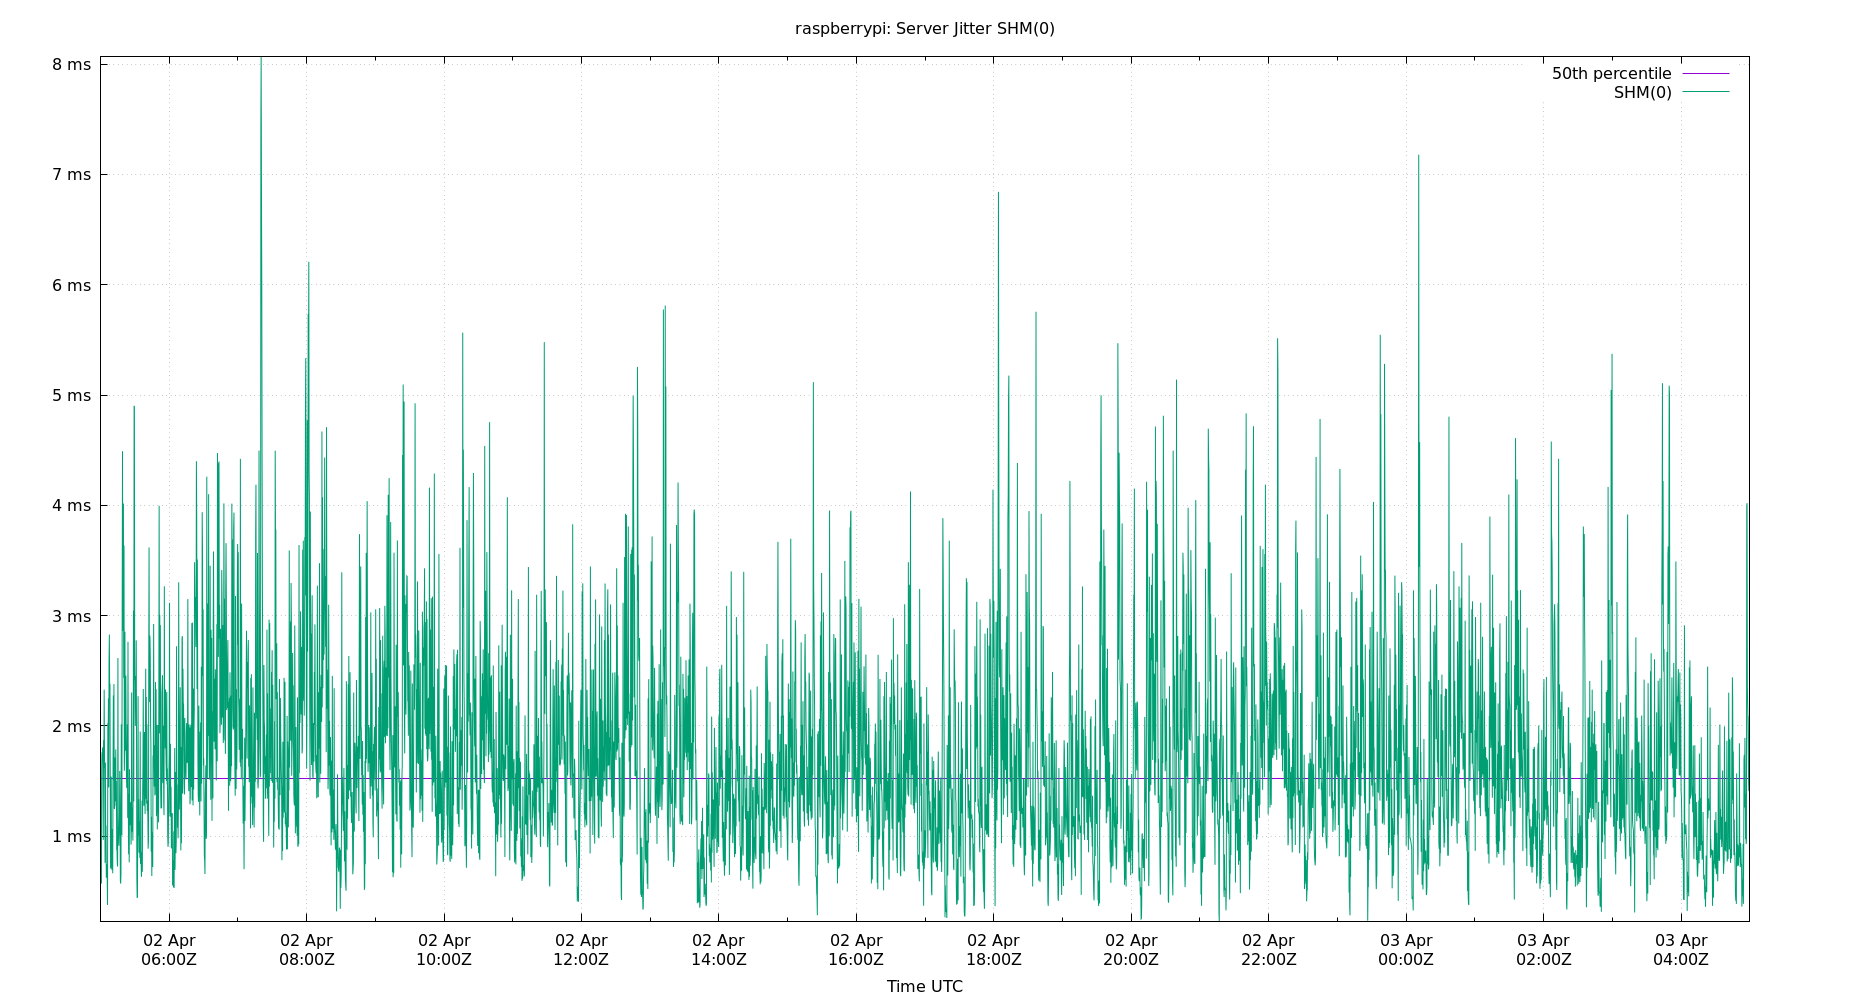 raspberrypi: Server Jitter SHM(0)
8 ms
7 ms
6 ms
5 ms
4 ms
3 ms
2 ms
1 ms
50th percentile
SHM(0)
02 Apr 02 Apr 02 Apr 02 Apr 02 Apr 02 Apr 02 Apr 02 Apr 02 Apr 03 Apr 03 Apr 03 Apr
06:00Z 08:00Z 10:00Z 12:00Z 14:00Z 16:00Z 18:00Z 20:00Z 22:00Z 00:00Z 02:00Z 04:00Z
Time UTC